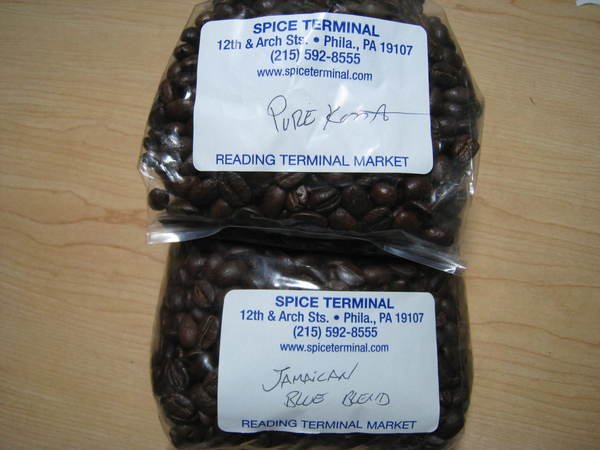 SPICE TERMINAL
12th & Arch Sts. • Phila., PA 19107
(215) 592-8555
www.spiceterminal.com
PURE KONA
READING TERMINAL MARKET
SPICE TERMINAL
12th & Arch Sts. • Phila., PA 19107
(215) 592-8555
www.spiceterminal.com
JAMAICAN
BLUE BLEND
READING TERMINAL MARKET